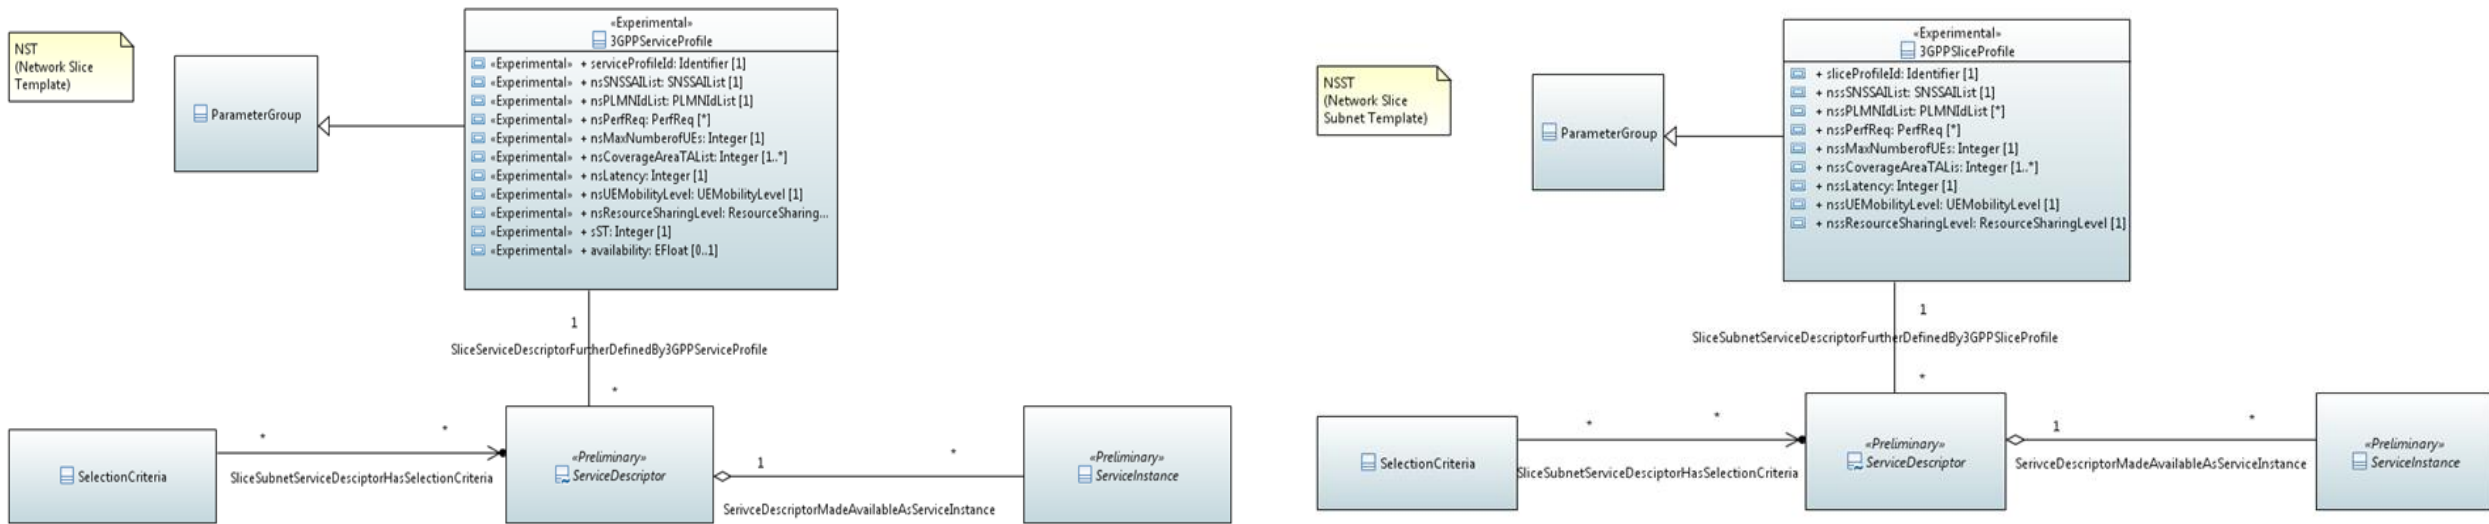 NST
(Network Slice
Template)
ParameterGroup
«Experimental»
3GPPServiceProfile
«Experimental» + serviceProfileId: Identifier [1]
«Experimental» + nsSNSSAIList: SNSSAIList [1]
«Experimental» + nsPLMNIdList: PLMNIdList [1]
«Experimental» + nsPerfReq: PerfReq [*]
«Experimental» + nsMaxNumberofUEs: Integer [1]
«Experimental» + nsCoverageAreaTAList: Integer [1..*]
«Experimental» + nsLatency: Integer [1]
«Experimental» + nsUEMobilityLevel: UEMobilityLevel [1]
«Experimental» + nsResourceSharingLevel: ResourceSharing...
«Experimental» + sST: Integer [1]
«Experimental» + availability: EFloat [0..1]
1
SliceServiceDescriptorFurtherDefinedBy3GPPServiceProfile
*
SelectionCriteria
* *
SliceSubnetServiceDesciptorHasSelectionCriteria
«Preliminary»
ServiceDescriptor
1 *
SerivceDescriptorMadeAvailableAsServiceInstance
«Preliminary»
ServiceInstance
NSST
(Network Slice
Subnet Template)
ParameterGroup
«Experimental»
3GPPSliceProfile
+ sliceProfileId: Identifier [1]
+ nssSNSSAIList: SNSSAIList [1]
+ nssPLMNIdList: PLMNIdList [*]
+ nssPerfReq: PerfReq [*]
+ nssMaxNumberofUEs: Integer [1]
+ nssCoverageAreaTALis: Integer [1..*]
+ nssLatency: Integer [1]
+ nssUEMobilityLevel: UEMobilityLevel [1]
+ nssResourceSharingLevel: ResourceSharingLevel [1]
1
SliceSubnetServiceDescriptorFurtherDefinedBy3GPPSliceProfile
*
SelectionCriteria
* *
SliceSubnetServiceDesciptorHasSelectionCriteria
«Preliminary»
ServiceDescriptor
1 *
SerivceDescriptorMadeAvailableAsServiceInstance
«Preliminary»
ServiceInstance